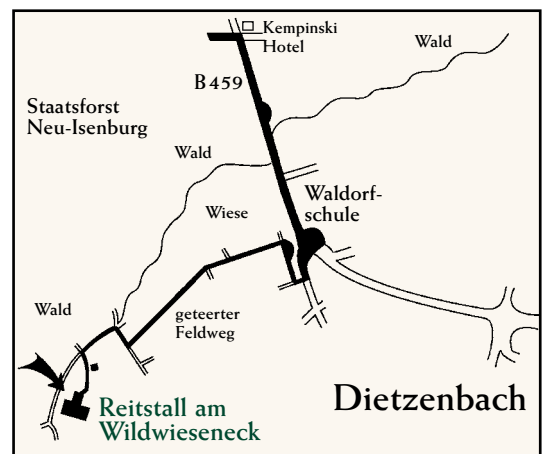 Kempinski
Hotel
Wald
B 459
Staatsforst
Neu-Isenburg
Wald
Waldorf-
schule
Wiese
Wald
geteerter
Feldweg
Dietzenbach
Reitstall am
Wildwieseneck